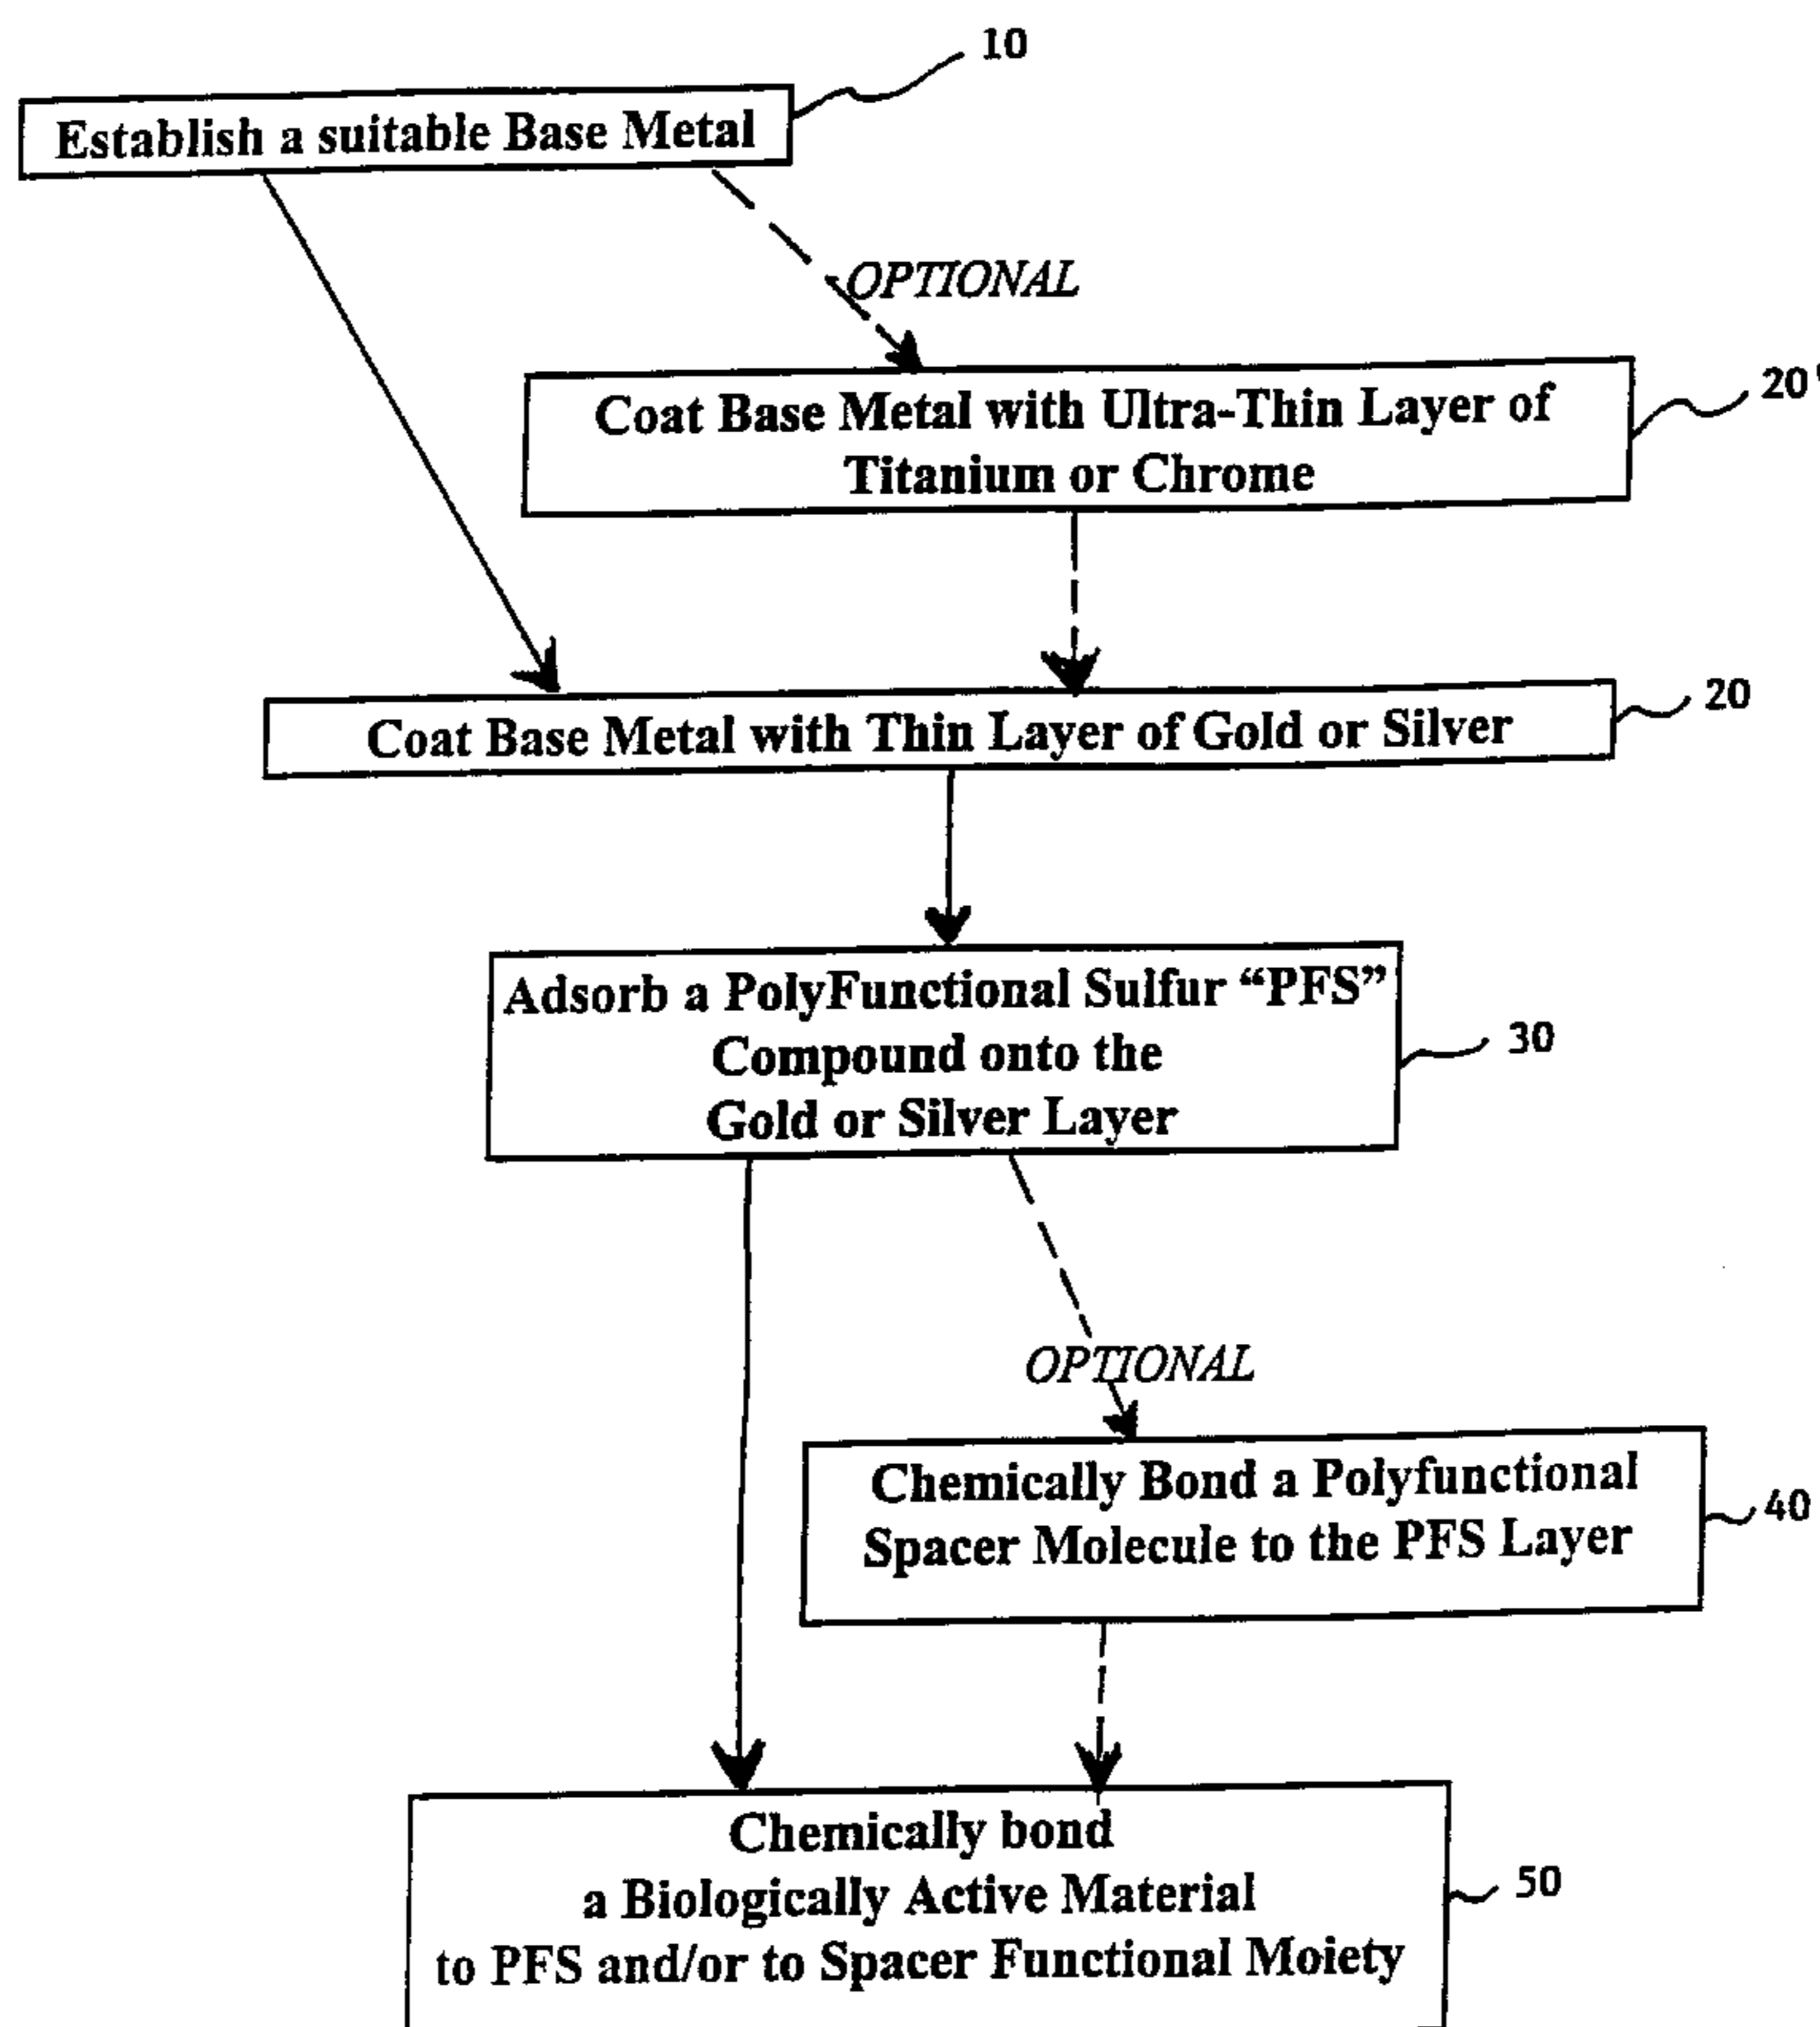 10
Establish a suitable Base Metal
OPTIONAL
20'
Coat Base Metal with Ultra-Thin Layer of
Titanium or Chrome
20
Coat Base Metal with Thin Layer of Gold or Silver
Adsorb a PolyFunctional Sulfur “PFS”
Compound onto the
Gold or Silver Layer
30
OPTIONAL
Chemically Bond a Polyfunctional
Spacer Molecule to the PFS Layer
40
Chemically bond
a Biologically Active Material
to PFS and/or to Spacer Functional Moiety
50